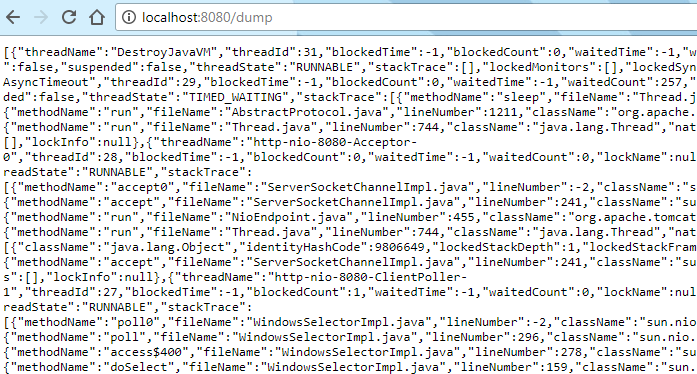 localhost:8080/dump
[{"threadName":"DestroyJavaVM","threadId":31,"blockedTime":-1,"blockedCount":0,"waitedTime":-1,"w
":false,"suspended":false,"threadState":"RUNNABLE","stackTrace":[],"lockedMonitors":[],"lockedSyn
AsyncTimeout","threadId":29,"blockedTime":-1,"blockedCount":0,"waitedTime":-1,"waitedCount":257,"
ded":false,"threadState":"TIMED_WAITING","stackTrace":[{"methodName":"sleep","fileName":"Thread.j
{"methodName":"run","fileName":"AbstractProtocol.java","lineNumber":1211,"className":"org.apache.
{"methodName":"run","fileName":"Thread.java","lineNumber":744,"className":"java.lang.Thread","nat
[],"lockInfo":null},{"threadName":"http-nio-8080-Acceptor-
0","threadId":28,"blockedTime":-1,"blockedCount":0,"waitedTime":-1,"waitedCount":0,"lockName":nul
readState":"RUNNABLE","stackTrace":
[{"methodName":"accept0","fileName":"ServerSocketChannelImpl.java","lineNumber":-2,"className":"s
{"methodName":"accept","fileName":"ServerSocketChannelImpl.java","lineNumber":241,"className":"su
{"methodName":"run","fileName":"NioEndpoint.java","lineNumber":455,"className":"org.apache.tomcat
{"methodName":"run","fileName":"Thread.java","lineNumber":744,"className":"java.lang.Thread","nat
[{"className":"java.lang.Object","identityHashCode":9806649,"lockedStackDepth":1,"lockedStackFram
{"methodName":"accept","fileName":"ServerSocketChannelImpl.java","lineNumber":241,"className":"su
s":[],"lockInfo":null},{"threadName":"http-nio-8080-ClientPoller-
1","threadId":27,"blockedTime":-1,"blockedCount":1,"waitedTime":-1,"waitedCount":0,"lockName":nul
readState":"RUNNABLE","stackTrace":
[{"methodName":"poll0","fileName":"WindowsSelectorImpl.java","lineNumber":-2,"className":"sun.nio
{"methodName":"poll","fileName":"WindowsSelectorImpl.java","lineNumber":296,"className":"sun.nio.
{"methodName":"access$400","fileName":"WindowsSelectorImpl.java","lineNumber":278,"className":"su
{"methodName":"doSelect","fileName":"WindowsSelectorImpl.java","lineNumber":159,"className":"sun.